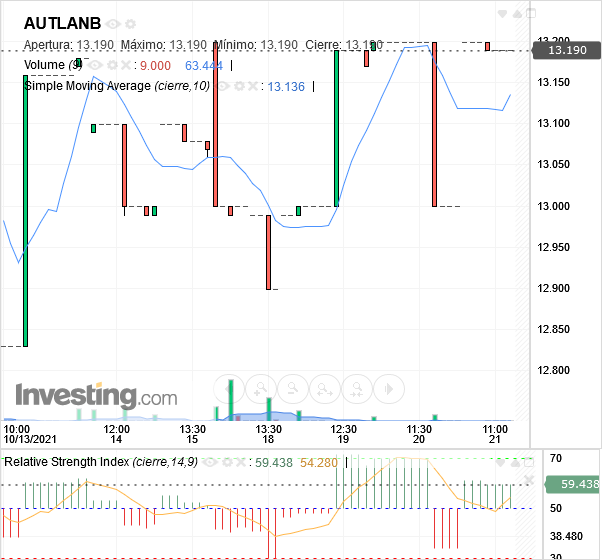 AUTLANB
Apertura: 13.190 Máximo: 13.190 Mínimo: 13.190 Cierre: 13.190
Volume (9) : 9.000 63.444
Simple Moving Average (cierre,10) : 13.136
13.200
13.190
13.150
13.100
13.050
13.000
12.950
12.900
12.850
12.800
Investing.com
10:00 12:00 13:30 13:30 12:30 11:30 11:00
10/13/2021 14 15 18 19 20 21
Relative Strength Index (cierre,14,9) : 59.438 54.280
70
59.438
50
38.480
30